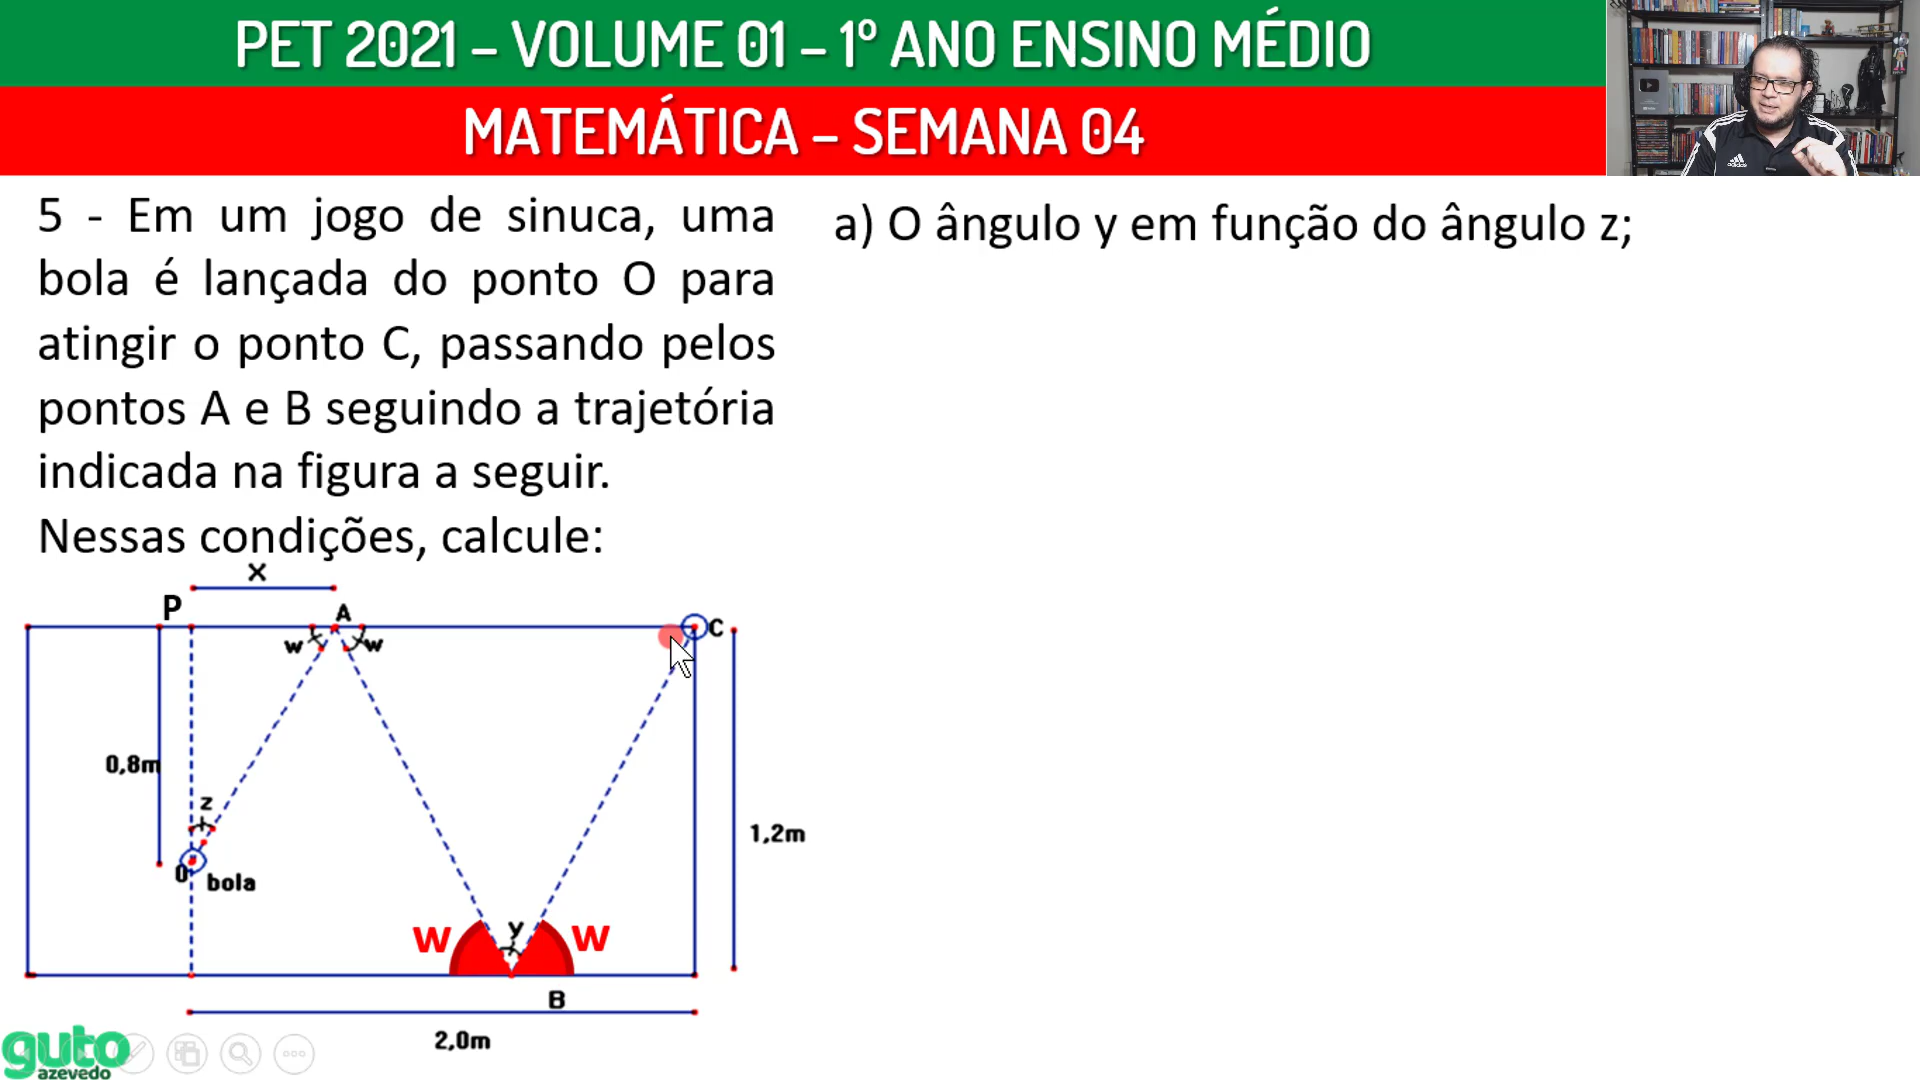 PET 2021 – VOLUME 01 – 1º ANO ENSINO MÉDIO
MATEMÁTICA – SEMANA 04
5 - Em um jogo de sinuca, uma
bola é lançada do ponto O para
atingir o ponto C, passando pelos
pontos A e B seguindo a trajetória
indicada na figura a seguir.
Nessas condições, calcule:
a) O ângulo y em função do ângulo z;
x
P
A
C
w
w
0,8m
z
1,2m
0
bola
W
y
W
B
2,0m
guto
azevedo
adidas